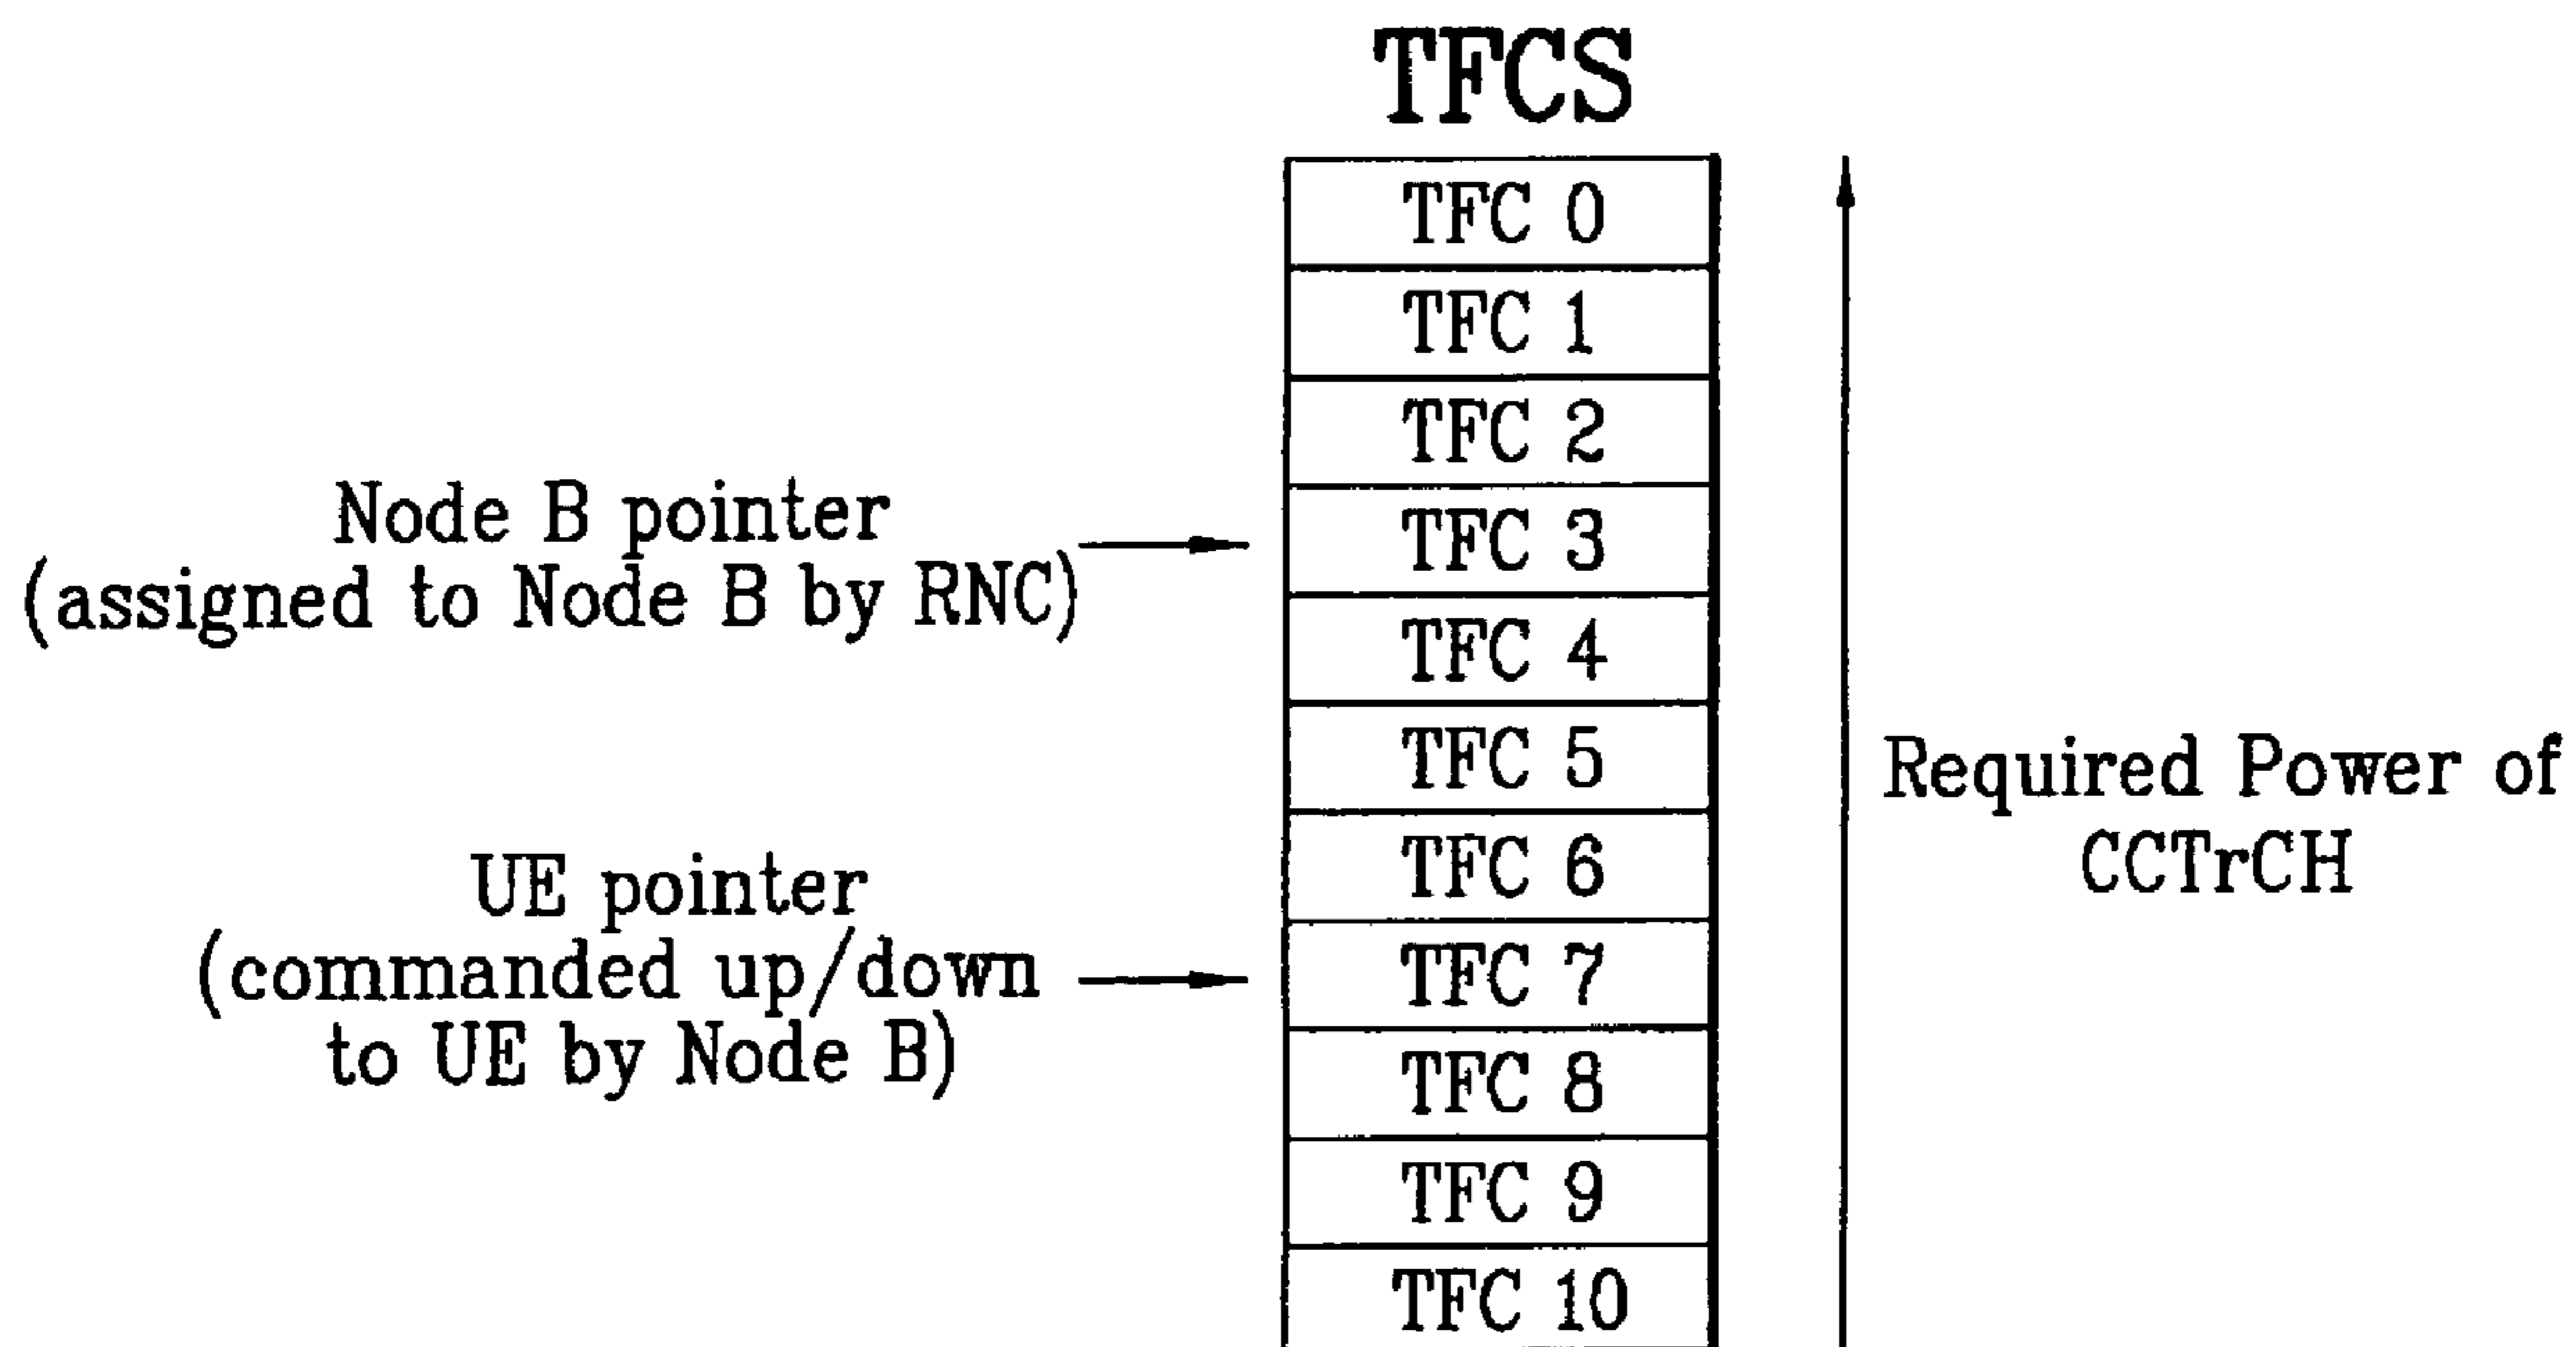 TFCS
TFC 0
TFC 1
TFC 2
TFC 3
TFC 4
TFC 5
TFC 6
TFC 7
TFC 8
TFC 9
TFC 10
Node B pointer
(assigned to Node B by RNC)
UE pointer
(commanded up/down
to UE by Node B)
Required Power of
CCTrCH